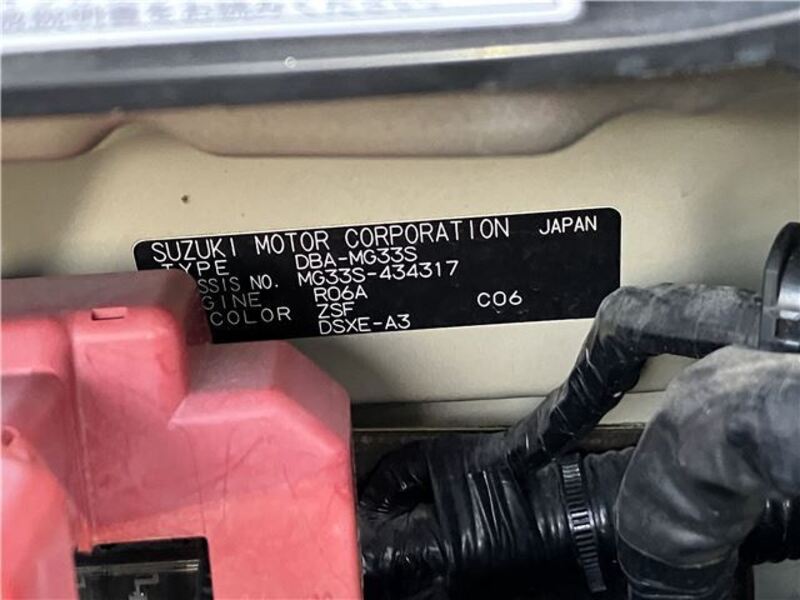 SUZUKI MOTOR CORPORATION JAPAN
TYPE DBA-MG33S
SSIS NO. MG33S-434317
GINE R06A
COLOR ZSF C06
DSXE-A3